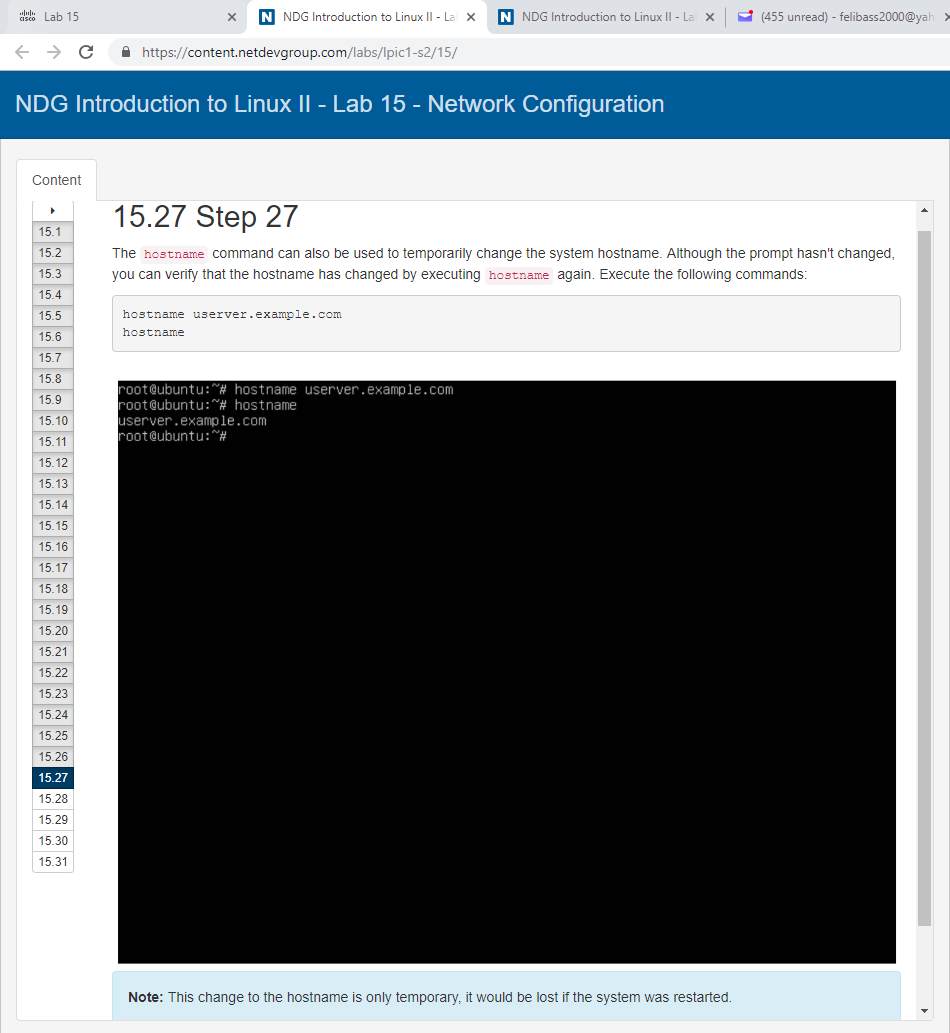 cisco Lab 15
NDG Introduction to Linux II - La
NDG Introduction to Linux II - La
(455 unread) - felibass2000@yah
https://content.netdevgroup.com/labs/lpic1-s2/15/
NDG Introduction to Linux II - Lab 15 - Network Configuration
Content
15.1
15.2
15.3
15.4
15.5
15.6
15.7
15.8
15.9
15.10
15.11
15.12
15.13
15.14
15.15
15.16
15.17
15.18
15.19
15.20
15.21
15.22
15.23
15.24
15.25
15.26
15.27
15.28
15.29
15.30
15.31
15.27 Step 27
The hostname command can also be used to temporarily change the system hostname. Although the prompt hasn't changed,
you can verify that the hostname has changed by executing hostname again. Execute the following commands:
hostname userver.example.com
hostname
root@ubuntu:~# hostname userver.example.com
root@ubuntu:~# hostname
userver.example.com
root@ubuntu:~#
Note: This change to the hostname is only temporary, it would be lost if the system was restarted.